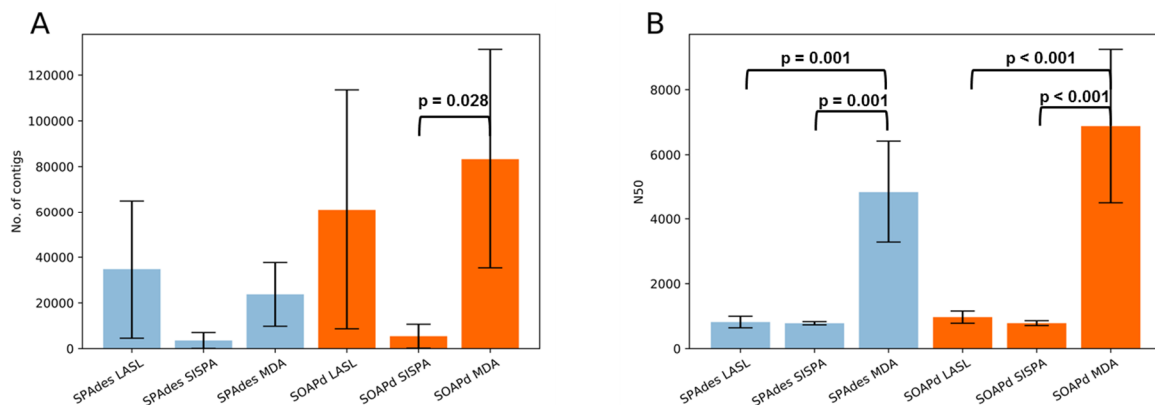 A
No. of contigs
120000
100000
80000
60000
40000
20000
0
p = 0.028
SPAdes LASL
SPAdes SISPA
SPAdes MDA
SOAPd LASL
SOAPd SISPA
SOAPd MDA
B
N50
8000
6000
4000
2000
0
p = 0.001
p < 0.001
p = 0.001
p < 0.001
SPAdes LASL
SPAdes SISPA
SPAdes MDA
SOAPd LASL
SOAPd SISPA
SOAPd MDA